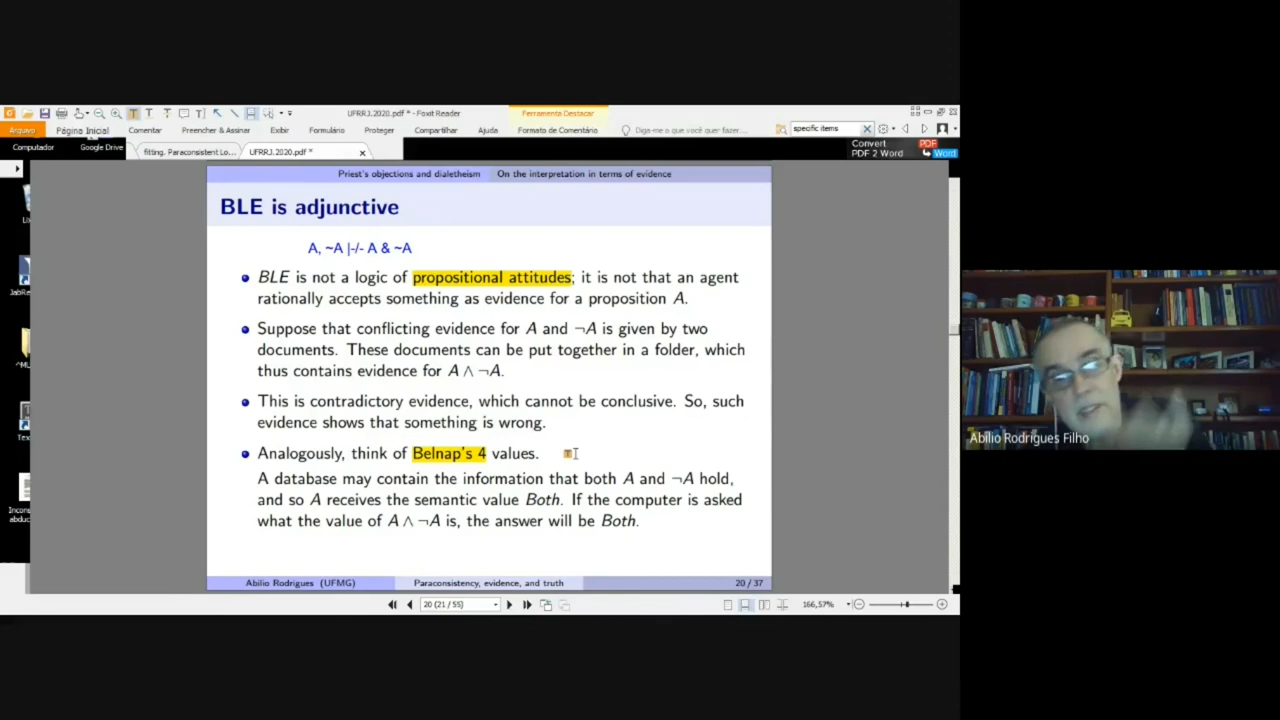 UFRRJ.2020.pdf * - Foxit Reader
Ferramenta Destacar
Arquivo Página Inicial Comentar Preencher & Assinar Exibir Formulário Proteger Compartilhar Ajuda Formato de Comentário Diga-me o que você quer fazer... specific items
Computador Google Drive
fitting. Paraconsistent Lo... UFRRJ.2020.pdf *
Convert
PDF 2 Word
PDF
Word
Priest's objections and dialetheism On the interpretation in terms of evidence
BLE is adjunctive
A, ~A |-/- A & ~A
BLE is not a logic of propositional attitudes; it is not that an agent
rationally accepts something as evidence for a proposition A.
Suppose that conflicting evidence for A and ¬A is given by two
documents. These documents can be put together in a folder, which
thus contains evidence for A ∧ ¬A.
This is contradictory evidence, which cannot be conclusive. So, such
evidence shows that something is wrong.
Analogously, think of Belnap's 4 values.
A database may contain the information that both A and ¬A hold,
and so A receives the semantic value Both. If the computer is asked
what the value of A ∧ ¬A is, the answer will be Both.
Abílio Rodrigues (UFMG) Paraconsistency, evidence, and truth 20 / 37
20 (21 / 55) 166,57%
Abilio Rodrigues Filho